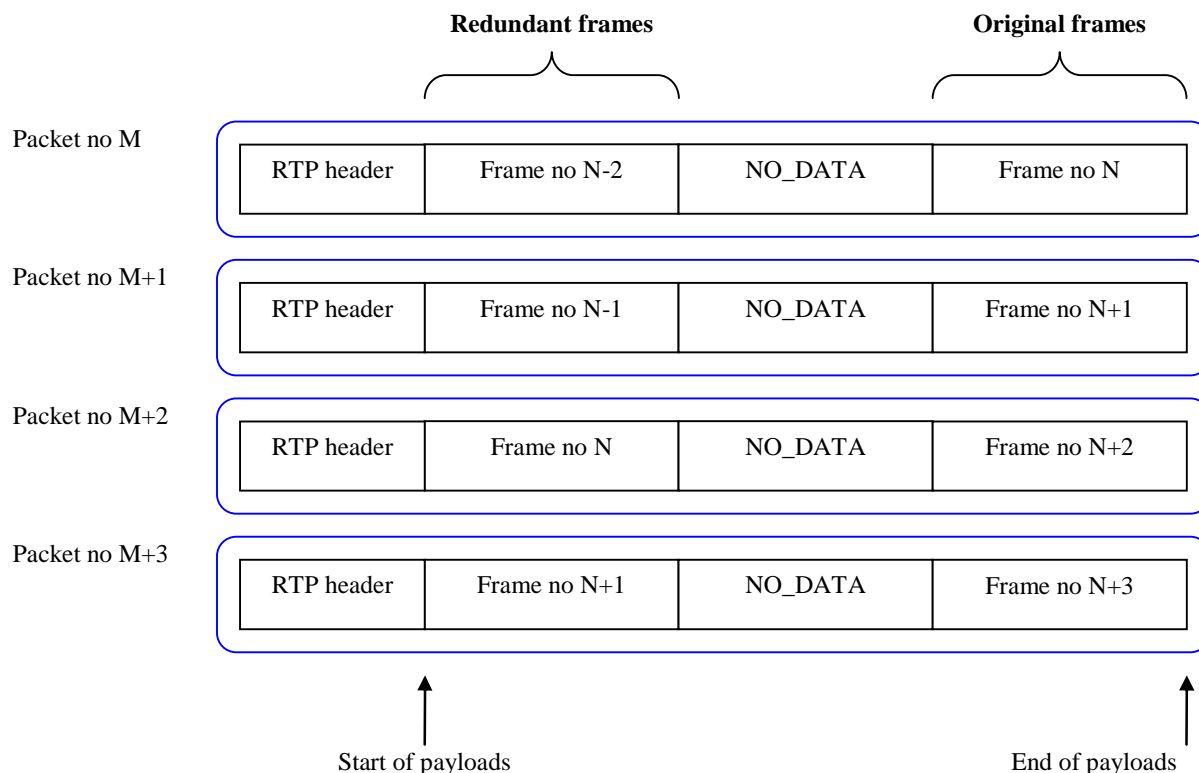 Redundant frames Original frames
Packet no M
RTP header Frame no N-2 NO_DATA Frame no N
Packet no M+1
RTP header Frame no N-1 NO_DATA Frame no N+1
Packet no M+2
RTP header Frame no N NO_DATA Frame no N+2
Packet no M+3
RTP header Frame no N+1 NO_DATA Frame no N+3
Start of payloads End of payloads